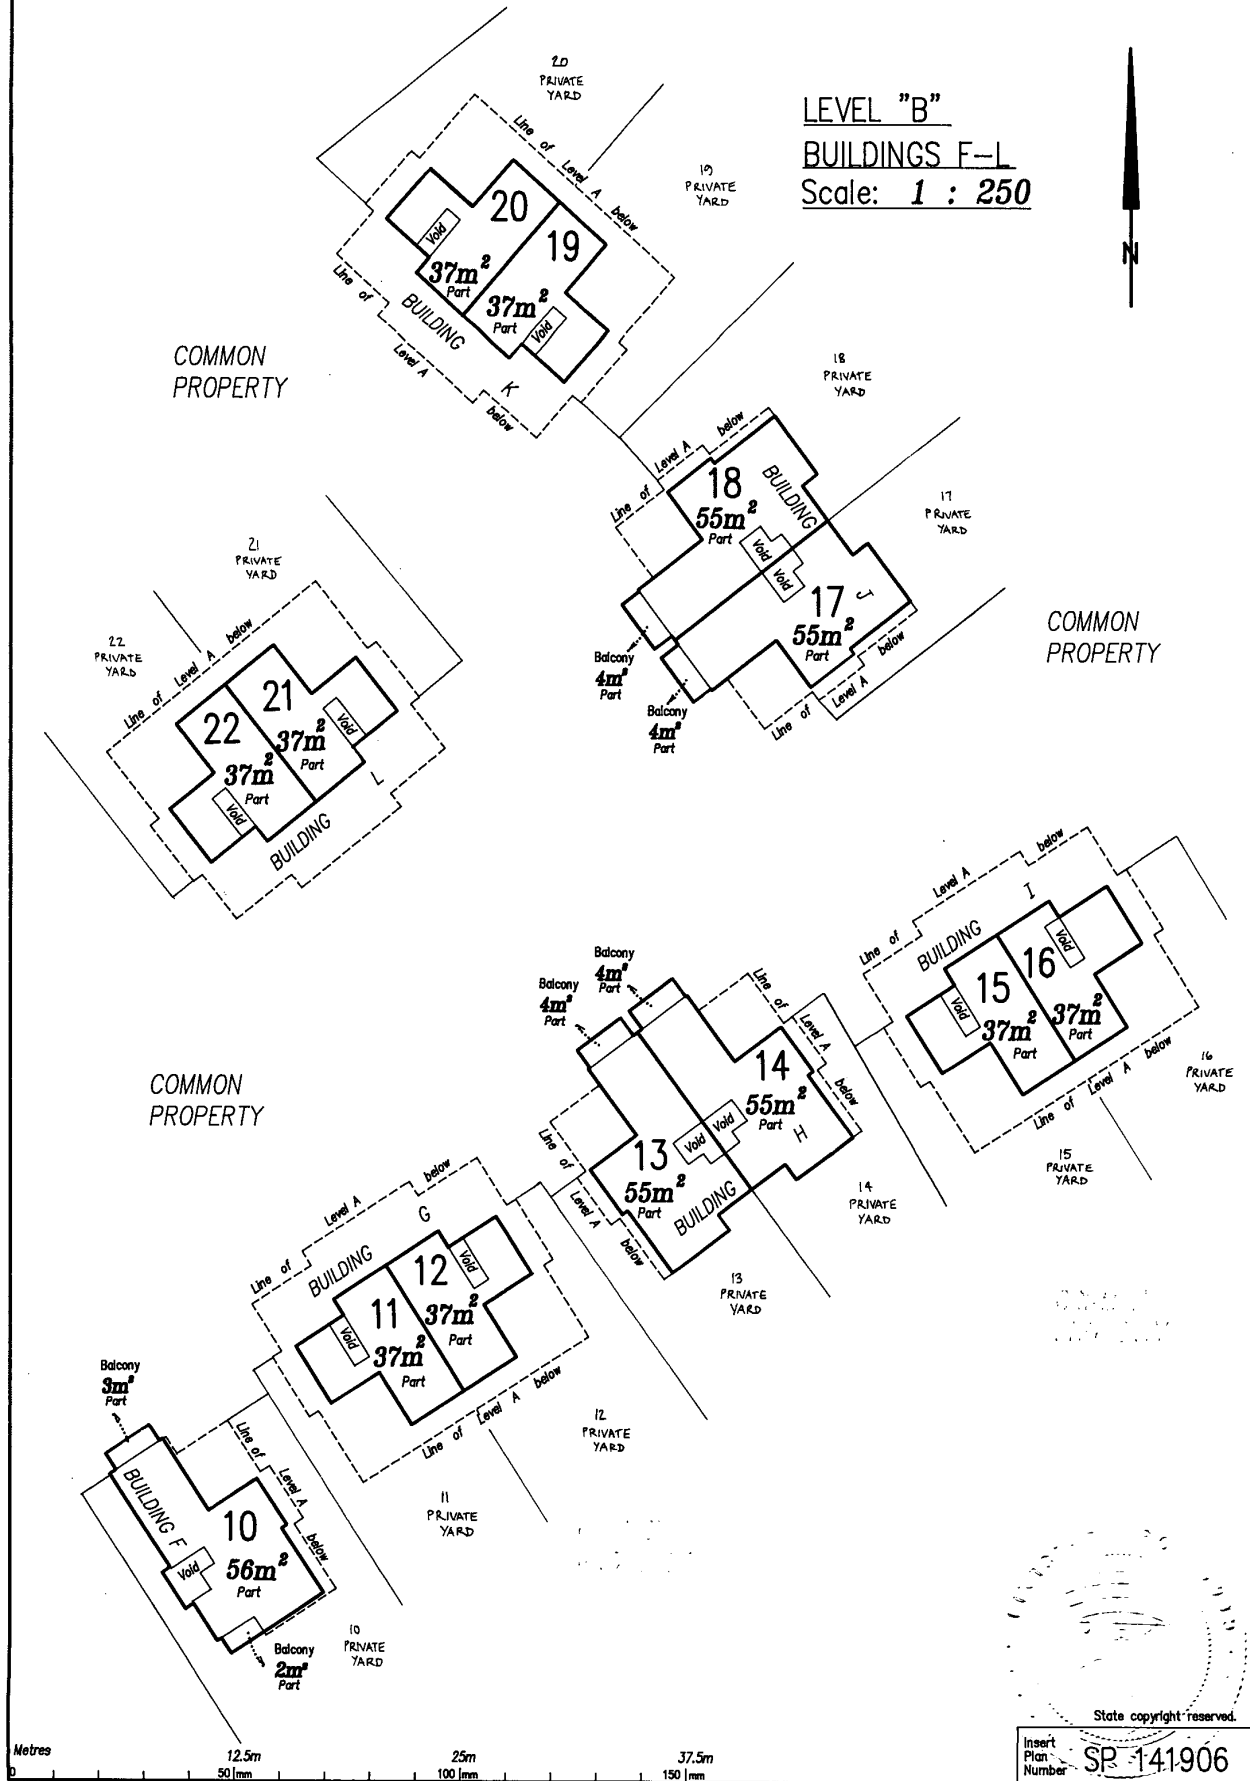 20
PRIVATE
YARD
LEVEL "B"
BUILDINGS F-L
Scale: 1 : 250
N
Line of Level A below
19
PRIVATE
YARD
20
Void
37m²
Part
19
37m²
Part
Void
Line of Level A below
BUILDING K
COMMON
PROPERTY
18
PRIVATE
YARD
Line of Level A below
18
55m²
Part
BUILDING J
Void
Void
17
PRIVATE
YARD
17
55m²
Part
Line of Level A below
Balcony
4m²
Part
Balcony
4m²
Part
COMMON
PROPERTY
21
PRIVATE
YARD
22
PRIVATE
YARD
Line of Level A below
21
37m²
Part
Void
22
37m²
Part
Void
BUILDING L
Line of Level A below
BUILDING I
15
37m²
Part
Void
16
37m²
Part
Void
Line of Level A below
16
PRIVATE
YARD
15
PRIVATE
YARD
Balcony
4m²
Part
Balcony
4m²
Part
Line of Level A below
14
55m²
Part
H
Void
Void
13
55m²
Part
BUILDING
Line of Level A below
14
PRIVATE
YARD
13
PRIVATE
YARD
COMMON
PROPERTY
Line of Level A below
BUILDING G
12
37m²
Part
Void
11
37m²
Part
Void
Line of Level A below
12
PRIVATE
YARD
11
PRIVATE
YARD
Balcony
3m²
Part
Line of Level A below
BUILDING F
10
56m²
Part
Void
Balcony
2m²
Part
10
PRIVATE
YARD
State copyright reserved.
Insert
Plan
Number
SP 141906
Metres 12.5m 25m 37.5m
0 50 mm 100 mm 150 mm